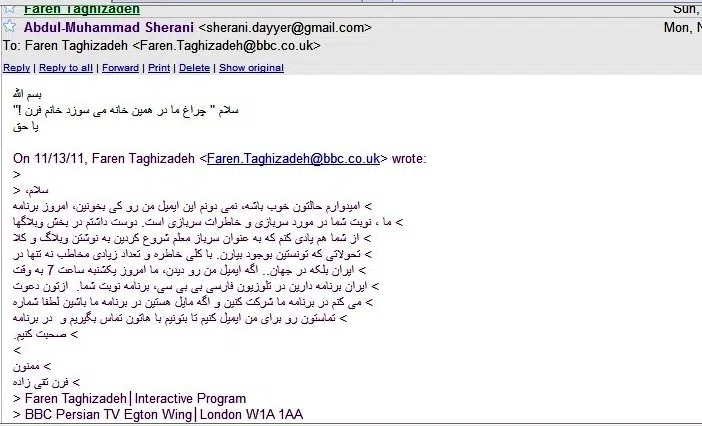 Faren Taghizadeh
Sun,
Abdul-Muhammad Sherani <sherani.dayyer@gmail.com>
Mon, N
To: Faren Taghizadeh <Faren.Taghizadeh@bbc.co.uk>
Reply | Reply to all | Forward | Print | Delete | Show original
بسم الله
سلام " چراغ ما در همین خانه می سوزد خانم فرن !"
یا حق
On 11/13/11, Faren Taghizadeh <Faren.Taghizadeh@bbc.co.uk> wrote:
>
> سلام،
> امیدوارم حالتون خوب باشه، نمی دونم این ایمیل من رو کی بخونین، امروز برنامه
> ما ، نوبت شما در مورد سربازی و خاطرات سربازی است. دوست داشتم در بخش وبلاگها
> از شما هم یادی کنم که به عنوان سرباز معلم شروع کردین به نوشتن وبلاگ و کلا
> تحولاتی که تونستین بوجود بیارن. با کلی خاطره و تعداد زیادی مخاطب نه تنها در
> ایران بلکه در جهان.. اگه ایمیل من رو دیدن، ما امروز یکشنبه ساعت 7 به وقت
> ایران برنامه دارین در تلوزیون فارسی بی بی سی، برنامه نوبت شما. ازتون دعوت
> می کنم در برنامه ما شرکت کنین و اگه مایل هستین در برنامه ما باشین لطفا شماره
> تماستون رو برای من ایمیل کنیم تا بتونیم با هاتون تماس بگیریم و در برنامه
> صحبت کنیم.
>
> ممنون
> فرن تقی زاده
> Faren Taghizadeh|Interactive Program
> BBC Persian TV Egton Wing|London W1A 1AA